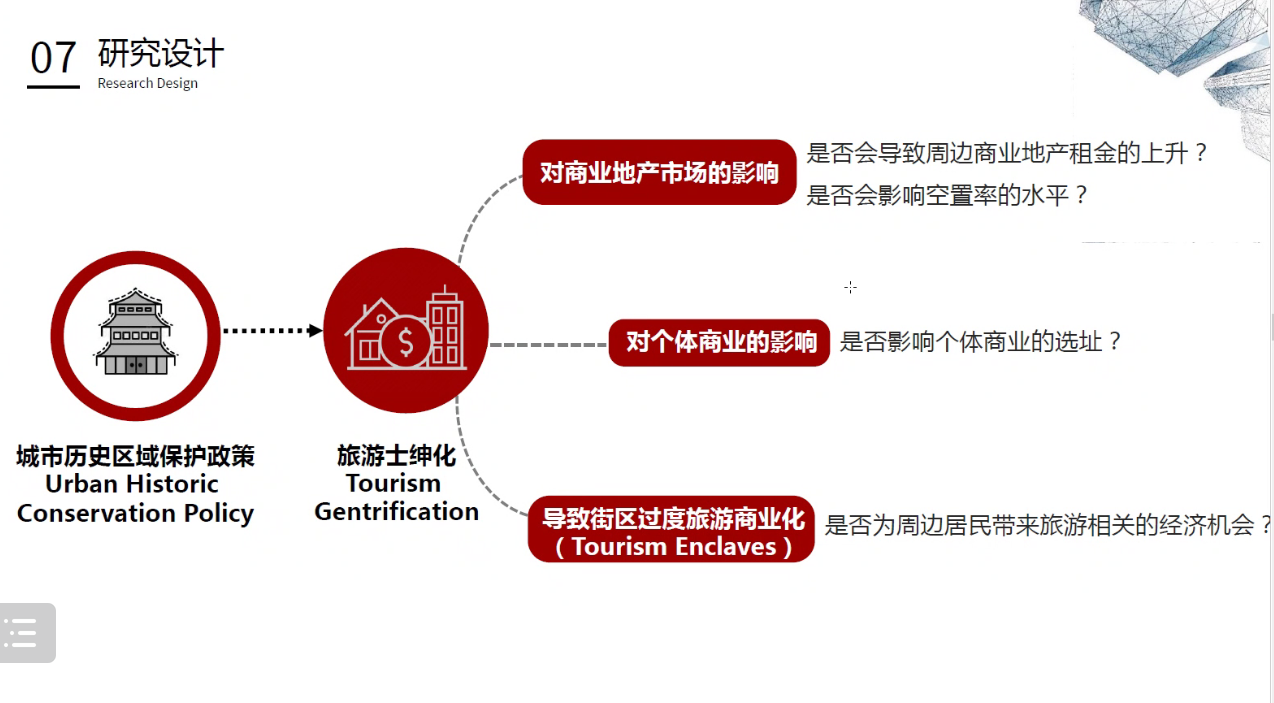 07
研究设计
Research Design
对商业地产市场的影响
是否会导致周边商业地产租金的上升？
是否会影响空置率的水平？
$
对个体商业的影响
是否影响个体商业的选址？
城市历史区域保护政策
Urban Historic
Conservation Policy
旅游士绅化
Tourism
Gentrification
导致街区过度旅游商业化
（Tourism Enclaves）
是否为周边居民带来旅游相关的经济机会？